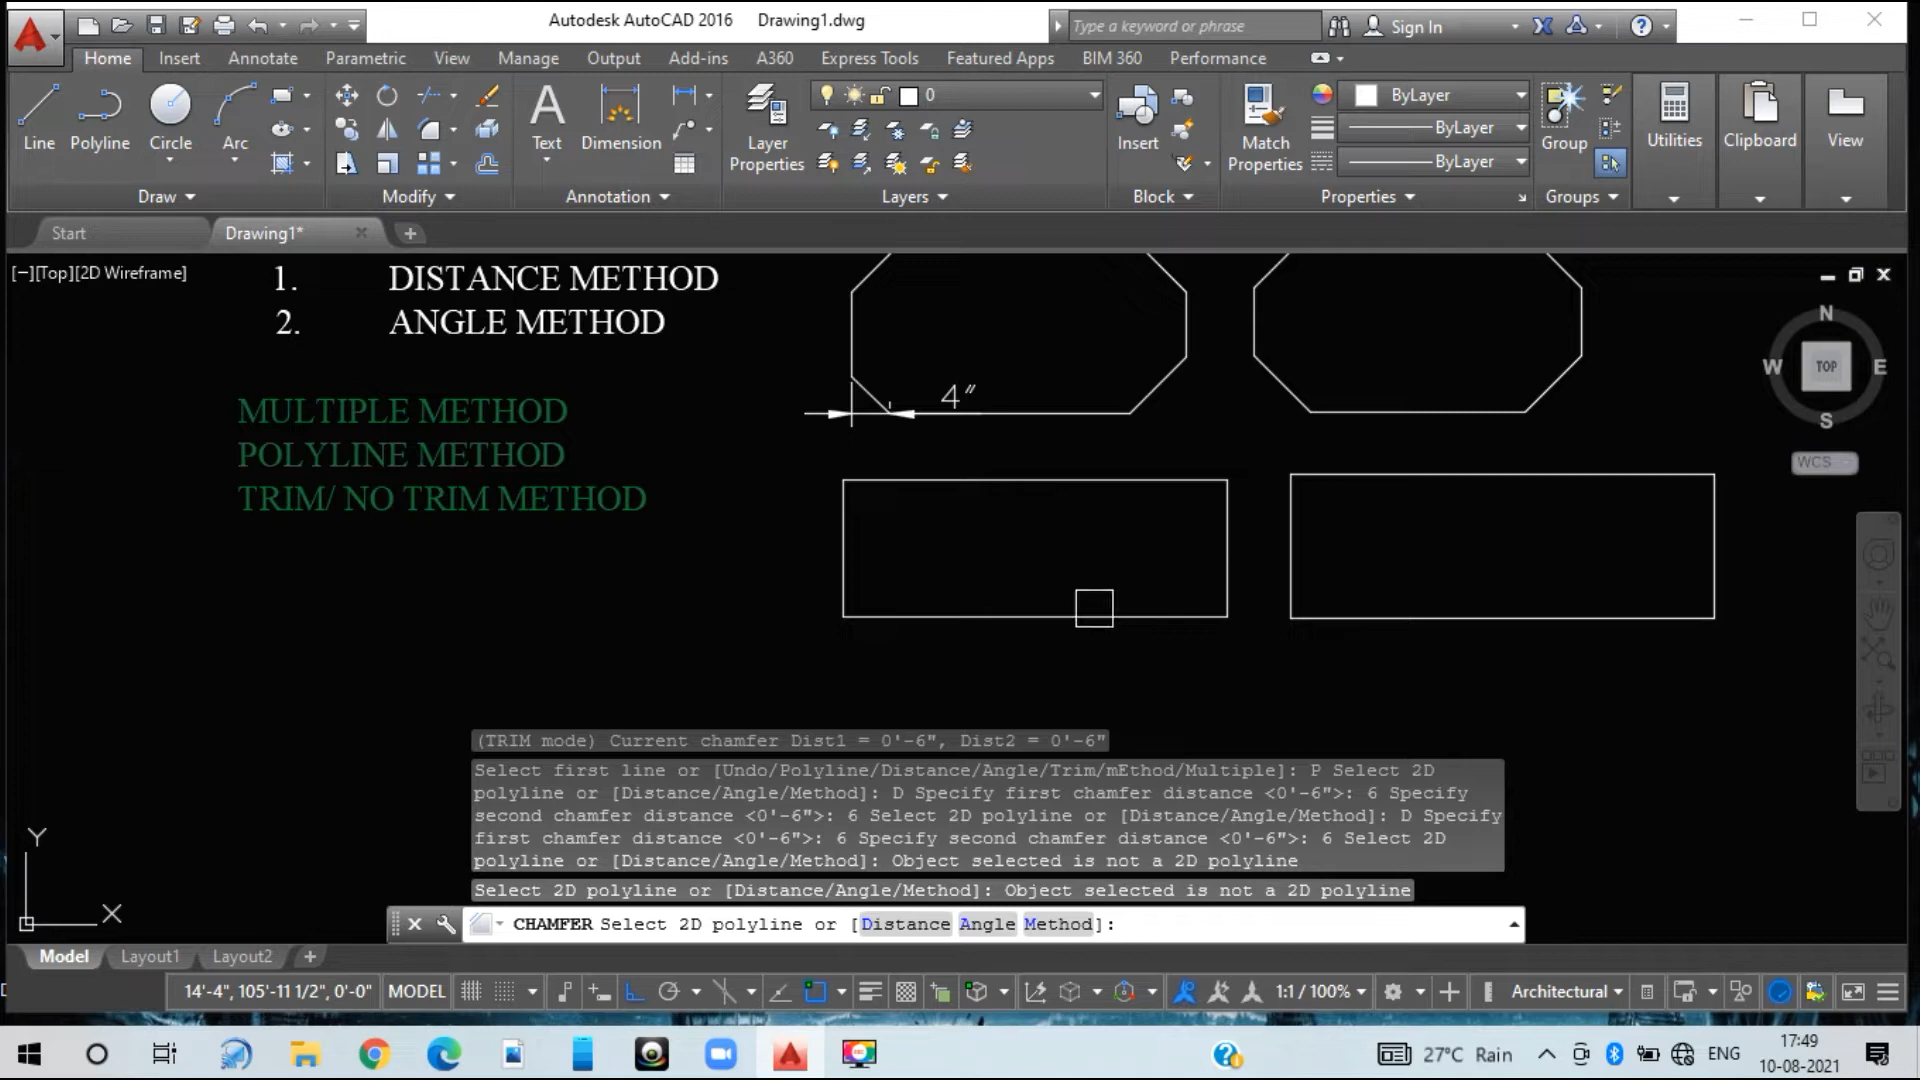 Autodesk AutoCAD 2016 Drawing1.dwg
Type a keyword or phrase
Sign In
Home Insert Annotate Parametric View Manage Output Add-ins A360 Express Tools Featured Apps BIM 360 Performance
0
ByLayer
ByLayer
ByLayer
Line Polyline Circle Arc
Text Dimension
Layer Properties
Insert
Match Properties
Group
Utilities Clipboard View
Draw Modify Annotation Layers Block Properties Groups
Start Drawing1*
[−][Top][2D Wireframe]
1. DISTANCE METHOD
2. ANGLE METHOD
MULTIPLE METHOD
POLYLINE METHOD
TRIM/ NO TRIM METHOD
4"
N
W TOP E
S
WCS
(TRIM mode) Current chamfer Dist1 = 0'-6", Dist2 = 0'-6"
Select first line or [Undo/Polyline/Distance/Angle/Trim/mEthod/Multiple]: P Select 2D
polyline or [Distance/Angle/Method]: D Specify first chamfer distance <0'-6">: 6 Specify
second chamfer distance <0'-6">: 6 Select 2D polyline or [Distance/Angle/Method]: D Specify
first chamfer distance <0'-6">: 6 Specify second chamfer distance <0'-6">: 6 Select 2D
polyline or [Distance/Angle/Method]: Object selected is not a 2D polyline
Select 2D polyline or [Distance/Angle/Method]: Object selected is not a 2D polyline
CHAMFER Select 2D polyline or [Distance Angle Method]:
Y
X
Model Layout1 Layout2
14'-4", 105'-11 1/2", 0'-0" MODEL 1:1 / 100% Architectural
27°C Rain ENG
17:49
10-08-2021